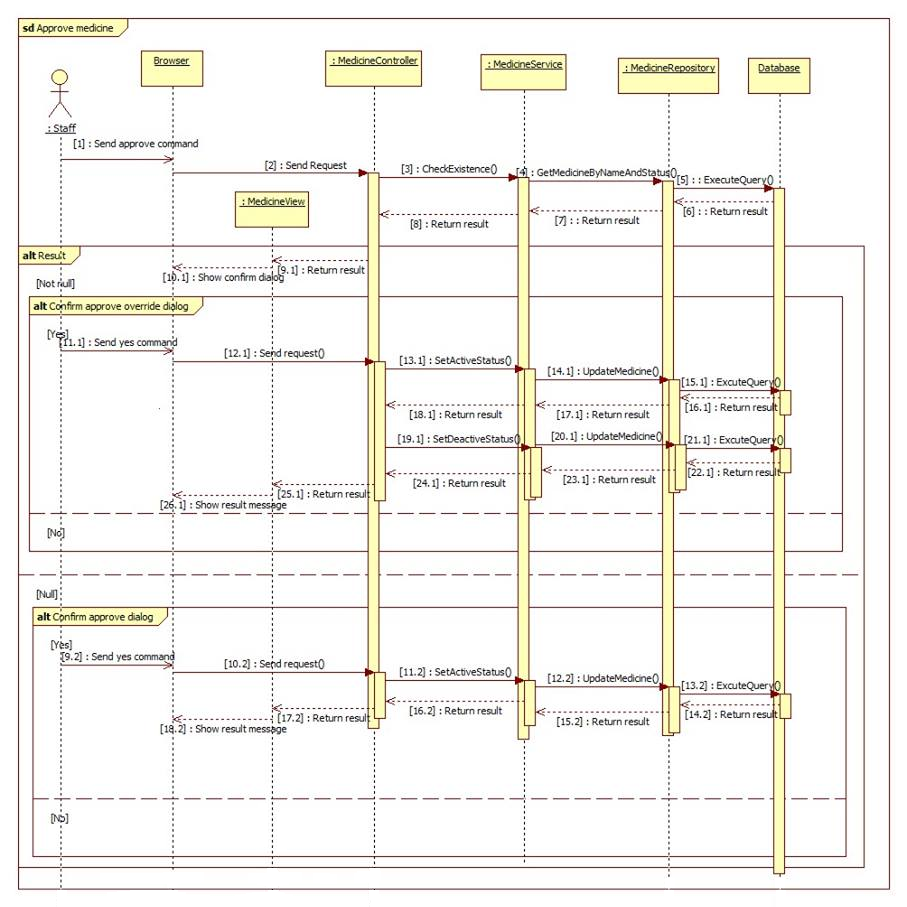 sd Approve medicine
Browser
: MedicineController
: MedicineService
: MedicineRepository
Database
: Staff
[1] : Send approve command
[2] : Send Request
[3] : CheckExistence()
[4] : GetMedicineByNameAndStatus()
[5] : : ExecuteQuery()
: MedicineView
[6] : : Return result
[7] : : Return result
[8] : Return result
alt Result
[9.1] : Return result
[10.1] : Show confirm dialog
[Not null]
alt Confirm approve override dialog
[Yes]
[11.1] : Send yes command
[12.1] : Send request()
[13.1] : SetActiveStatus()
[14.1] : UpdateMedicine()
[15.1] : ExcuteQuery()
[16.1] : Return result
[17.1] : Return result
[18.1] : Return result
[19.1] : SetDeactiveStatus()
[20.1] : UpdateMedicine()
[21.1] : ExcuteQuery()
[22.1] : Return result
[23.1] : Return result
[24.1] : Return result
[25.1] : Return result
[26.1] : Show result message
[No]
[Null]
alt Confirm approve dialog
[Yes]
[9.2] : Send yes command
[10.2] : Send request()
[11.2] : SetActiveStatus()
[12.2] : UpdateMedicine()
[13.2] : ExcuteQuery()
[14.2] : Return result
[15.2] : Return result
[16.2] : Return result
[17.2] : Return result
[18.2] : Show result message
[No]